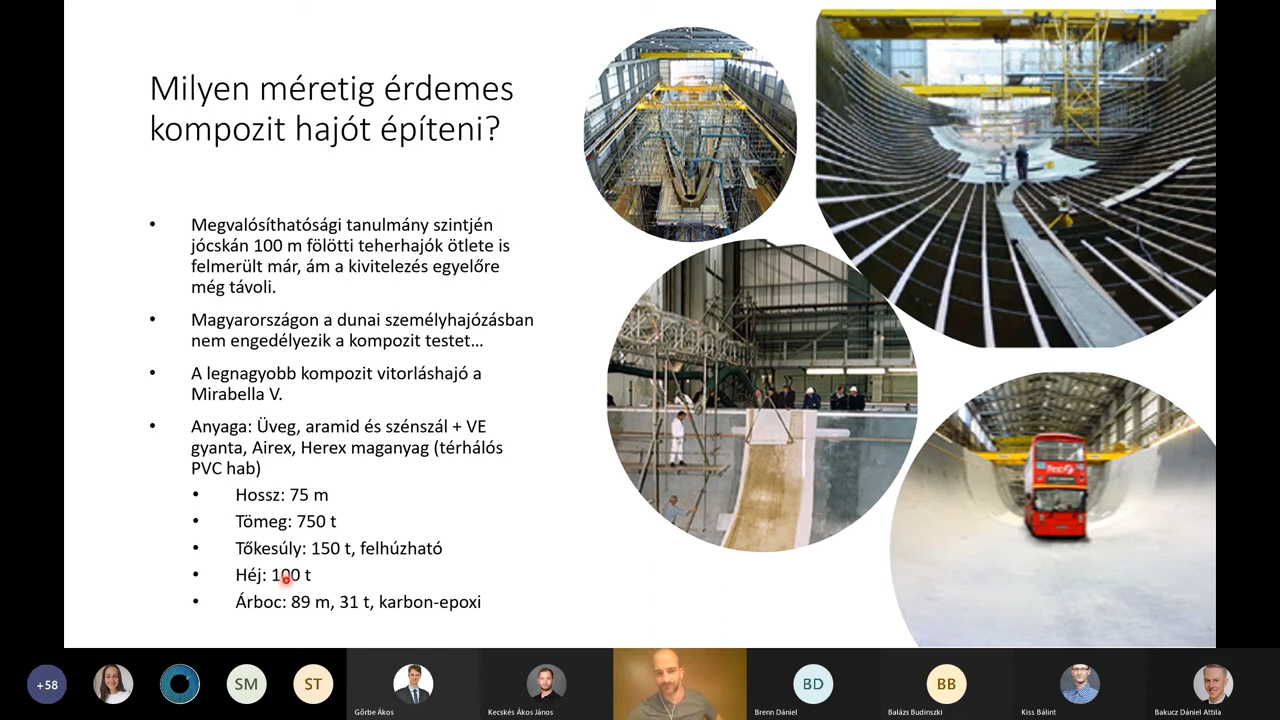 Milyen méretig érdemes
kompozit hajót építeni?
• Megvalósíthatósági tanulmány szintjén
jócskán 100 m fölötti teherhajók ötlete is
felmerült már, ám a kivitelezés egyelőre
még távoli.
• Magyarországon a dunai személyhajózásban
nem engedélyezik a kompozit testet...
• A legnagyobb kompozit vitorláshajó a
Mirabella V.
• Anyaga: Üveg, aramid és szénszál + VE
gyanta, Airex, Herex maganyag (térhálós
PVC hab)
• Hossz: 75 m
• Tömeg: 750 t
• Tőkesúly: 150 t, felhúzható
• Héj: 100 t
• Árboc: 89 m, 31 t, karbon-epoxi
+58
SM
ST
BD
BB
Görbe Ákos
Kecskés Ákos János
Brenn Dániel
Balázs Budinszki
Kiss Bálint
Bakucz Dániel Attila